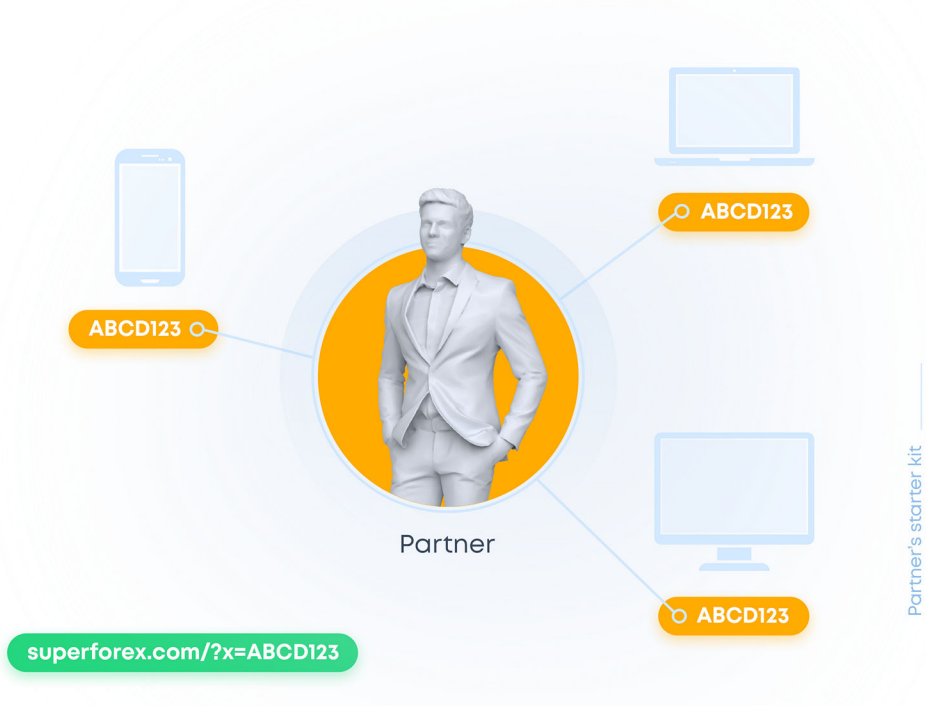 ABCD123
ABCD123
Partner
ABCD123
superforex.com/?x=ABCD123
Partner's starter kit